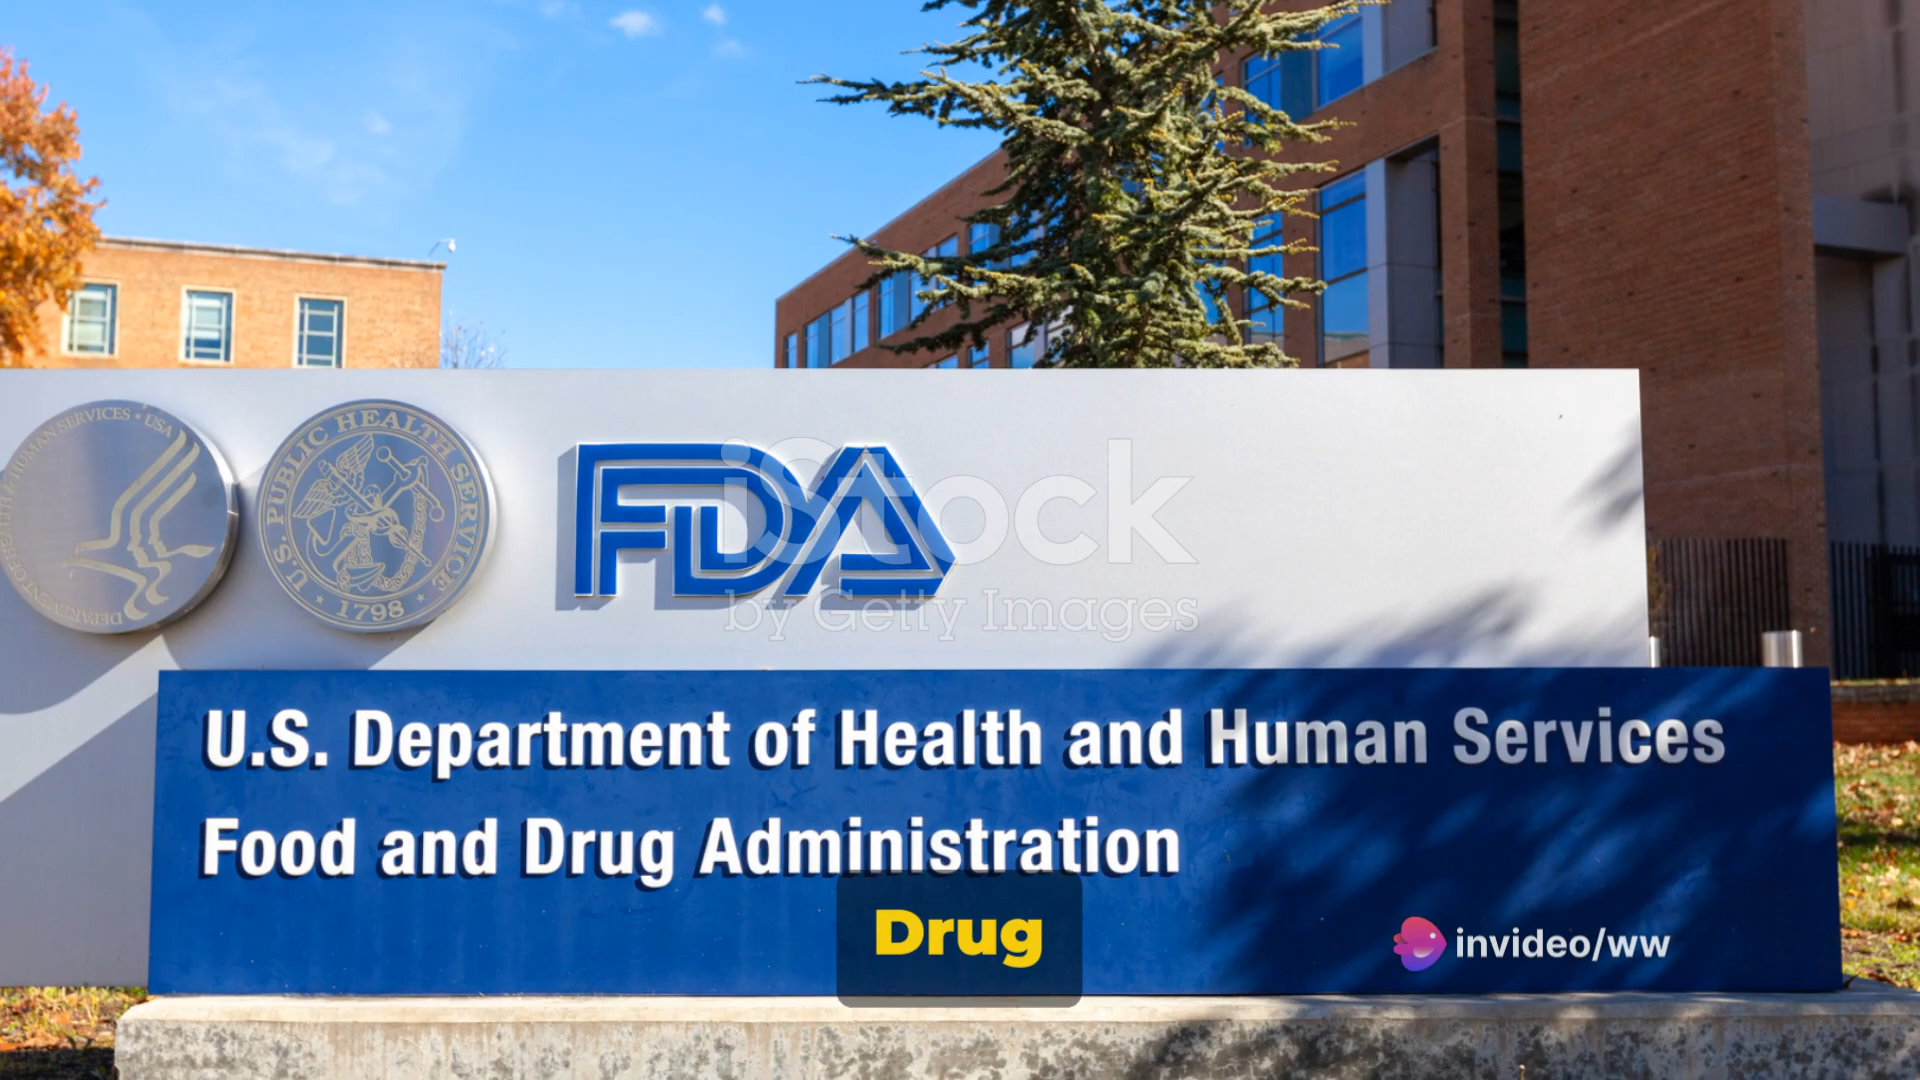 DEPARTMENT OF HEALTH & HUMAN SERVICES • USA
U.S. PUBLIC HEALTH SERVICE
1798
FDA
iStock
by Getty Images
U.S. Department of Health and Human Services
Food and Drug Administration
Drug
invideo/ww